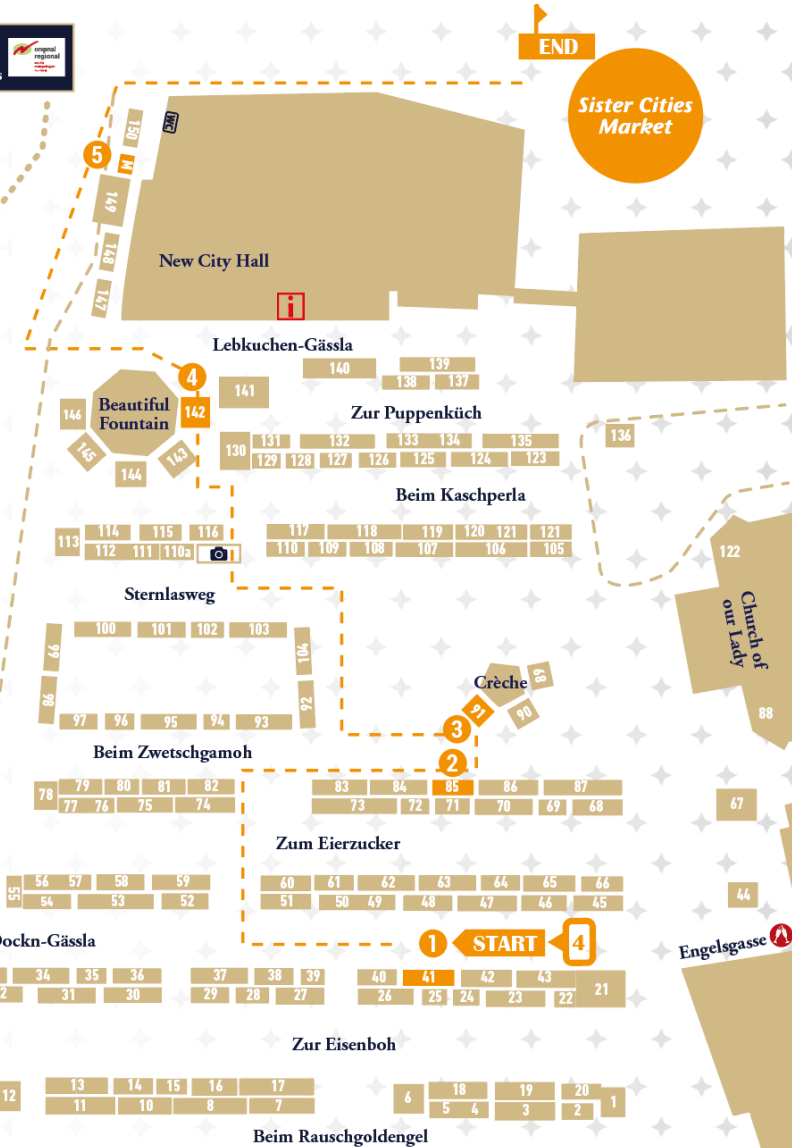 original
regional
s
END
Sister Cities
Market
WC
150
5
M
149
148
147
New City Hall
i
Lebkuchen-Gässla
4
142
141
140
139
138 137
Beautiful
Fountain
146
145
144
143
Zur Puppenküch
130
131 132 133 134 135
129 128 127 126 125 124 123
136
Beim Kaschperla
113
114 115 116
112 111 110a
117 118 119 120 121 121
110 109 108 107 106 105
122
Church of
our Lady
88
Sternlasweg
100 101 102 103
99
98
104
92
97 96 95 94 93
Crèche
89
90
91
3
2
Beim Zwetschgamoh
78
79 80 81 82
77 76 75 74
83 84 85 86 87
73 72 71 70 69 68
67
Zum Eierzucker
55
56 57 58 59
54 53 52
60 61 62 63 64 65 66
51 50 49 48 47 46 45
44
Dockn-Gässla
1 START 4
Engelsgasse
34 35 36
2 31 30
37 38 39
29 28 27
40 41 42 43
26 25 24 23 22
21
Zur Eisenboh
12
13 14 15 16 17
11 10 8 7
6
18 19 20
5 4 3 2
1
Beim Rauschgoldengel